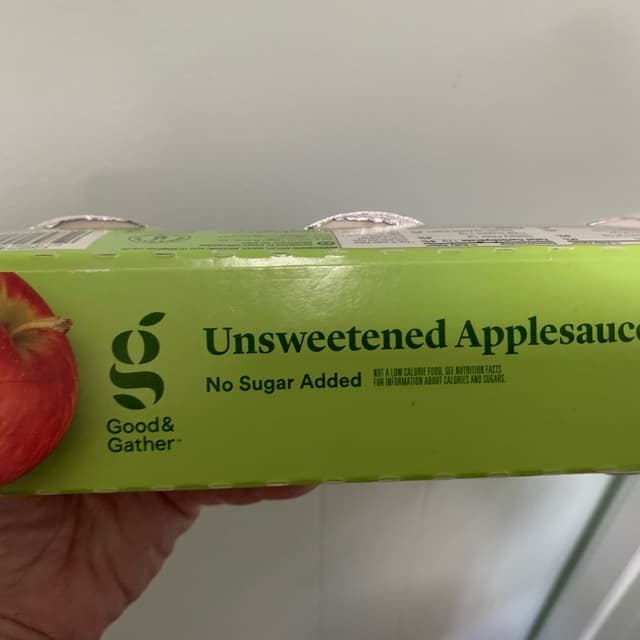 Unsweetened Applesauc
No Sugar Added
NOT A LOW CALORIE FOOD. SEE NUTRITION FACTS
FOR INFORMATION ABOUT CALORIES AND SUGARS.
g
Good&
Gather™